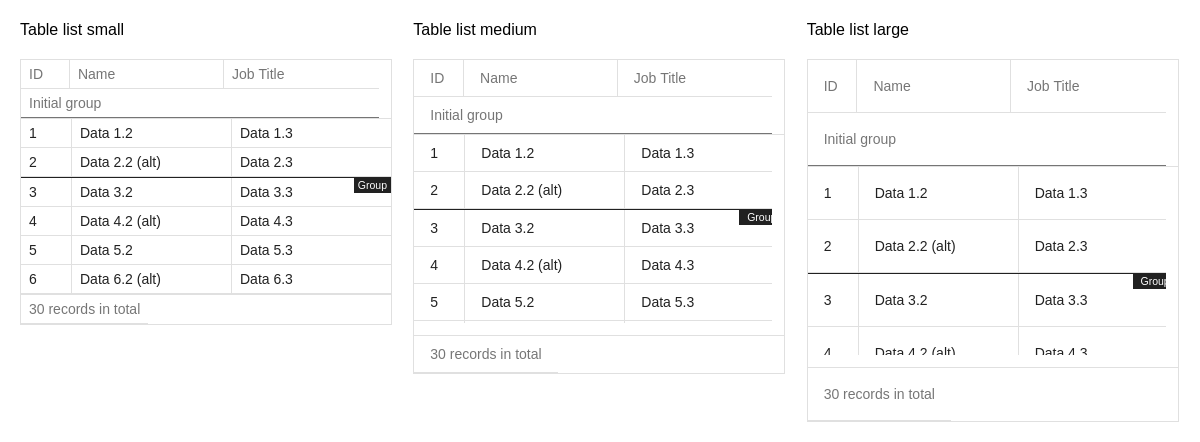 Table list small
ID Name Job Title
Initial group
1 Data 1.2 Data 1.3
2 Data 2.2 (alt) Data 2.3
Group
3 Data 3.2 Data 3.3
4 Data 4.2 (alt) Data 4.3
5 Data 5.2 Data 5.3
6 Data 6.2 (alt) Data 6.3
30 records in total
Table list medium
ID Name Job Title
Initial group
1 Data 1.2 Data 1.3
2 Data 2.2 (alt) Data 2.3
Group
3 Data 3.2 Data 3.3
4 Data 4.2 (alt) Data 4.3
5 Data 5.2 Data 5.3
30 records in total
Table list large
ID Name Job Title
Initial group
1 Data 1.2 Data 1.3
2 Data 2.2 (alt) Data 2.3
Group
3 Data 3.2 Data 3.3
4 Data 4.2 (alt) Data 4.3
30 records in total